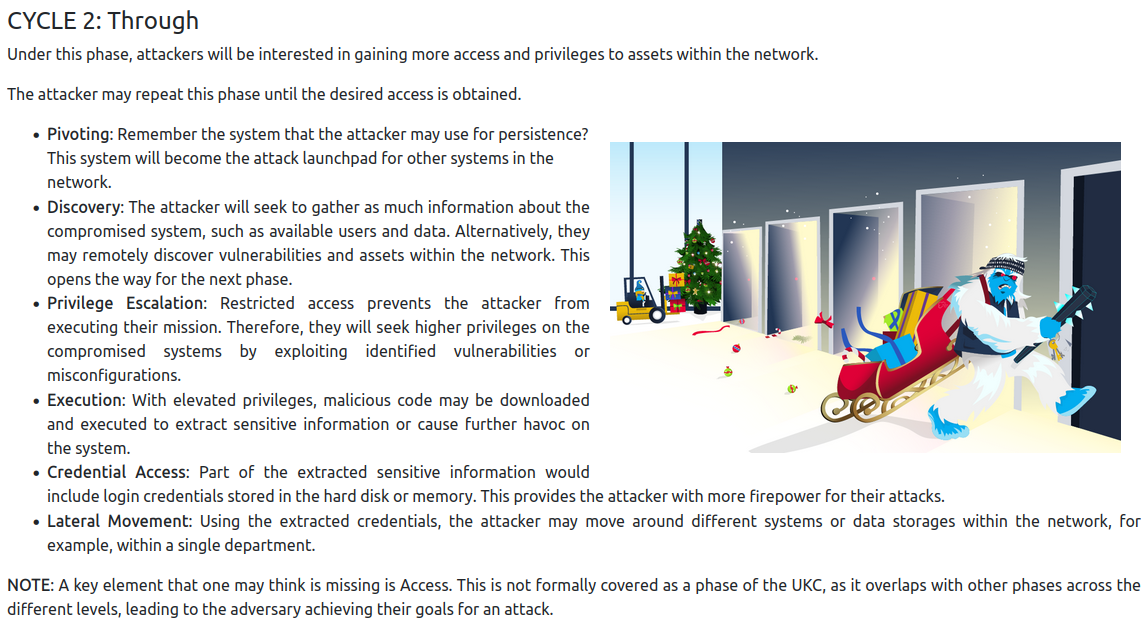 CYCLE 2: Through
Under this phase, attackers will be interested in gaining more access and privileges to assets within the network.
The attacker may repeat this phase until the desired access is obtained.
• Pivoting: Remember the system that the attacker may use for persistence?
This system will become the attack launchpad for other systems in the
network.
• Discovery: The attacker will seek to gather as much information about the
compromised system, such as available users and data. Alternatively, they
may remotely discover vulnerabilities and assets within the network. This
opens the way for the next phase.
• Privilege Escalation: Restricted access prevents the attacker from
executing their mission. Therefore, they will seek higher privileges on the
compromised systems by exploiting identified vulnerabilities or
misconfigurations.
• Execution: With elevated privileges, malicious code may be downloaded
and executed to extract sensitive information or cause further havoc on
the system.
• Credential Access: Part of the extracted sensitive information would
include login credentials stored in the hard disk or memory. This provides the attacker with more firepower for their attacks.
• Lateral Movement: Using the extracted credentials, the attacker may move around different systems or data storages within the network, for
example, within a single department.
NOTE: A key element that one may think is missing is Access. This is not formally covered as a phase of the UKC, as it overlaps with other phases across the
different levels, leading to the adversary achieving their goals for an attack.